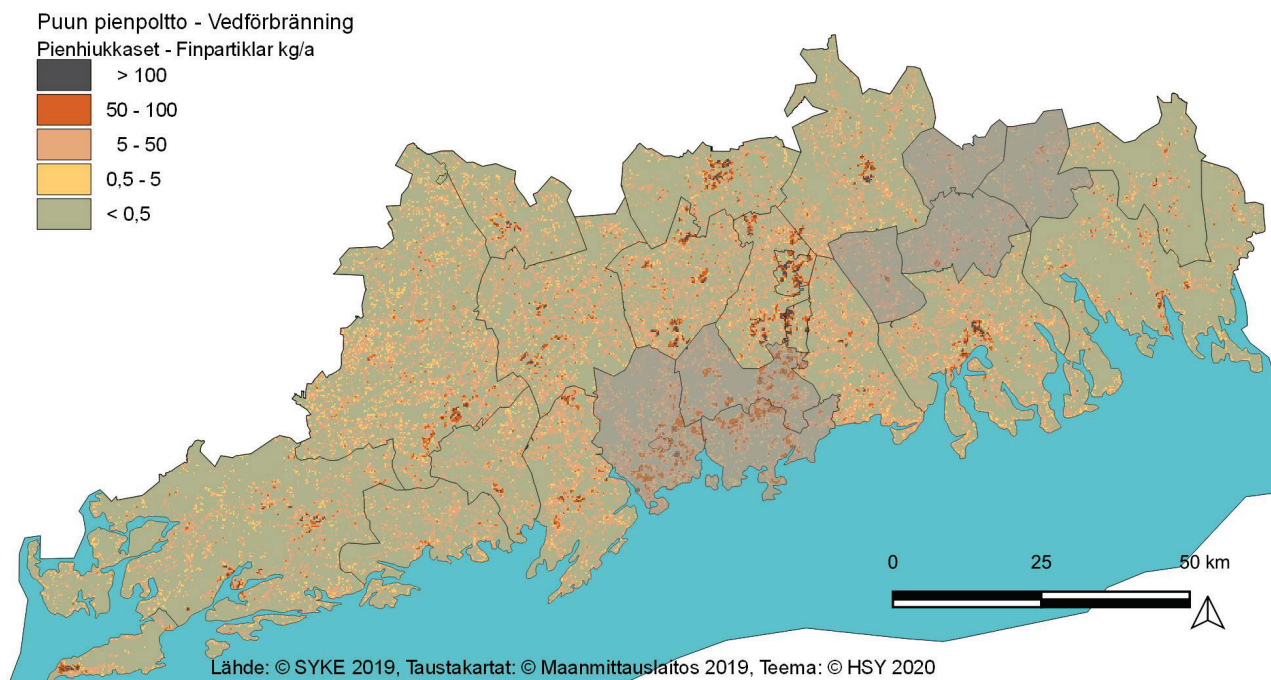 Puun pienpoltto - Vedförbränning
Pienhiukkaset - Finpartiklar kg/a
> 100
50 - 100
5 - 50
0,5 - 5
< 0,5
0 25 50 km
Lähde: © SYKE 2019, Taustakartat: © Maanmittauslaitos 2019, Teema: © HSY 2020